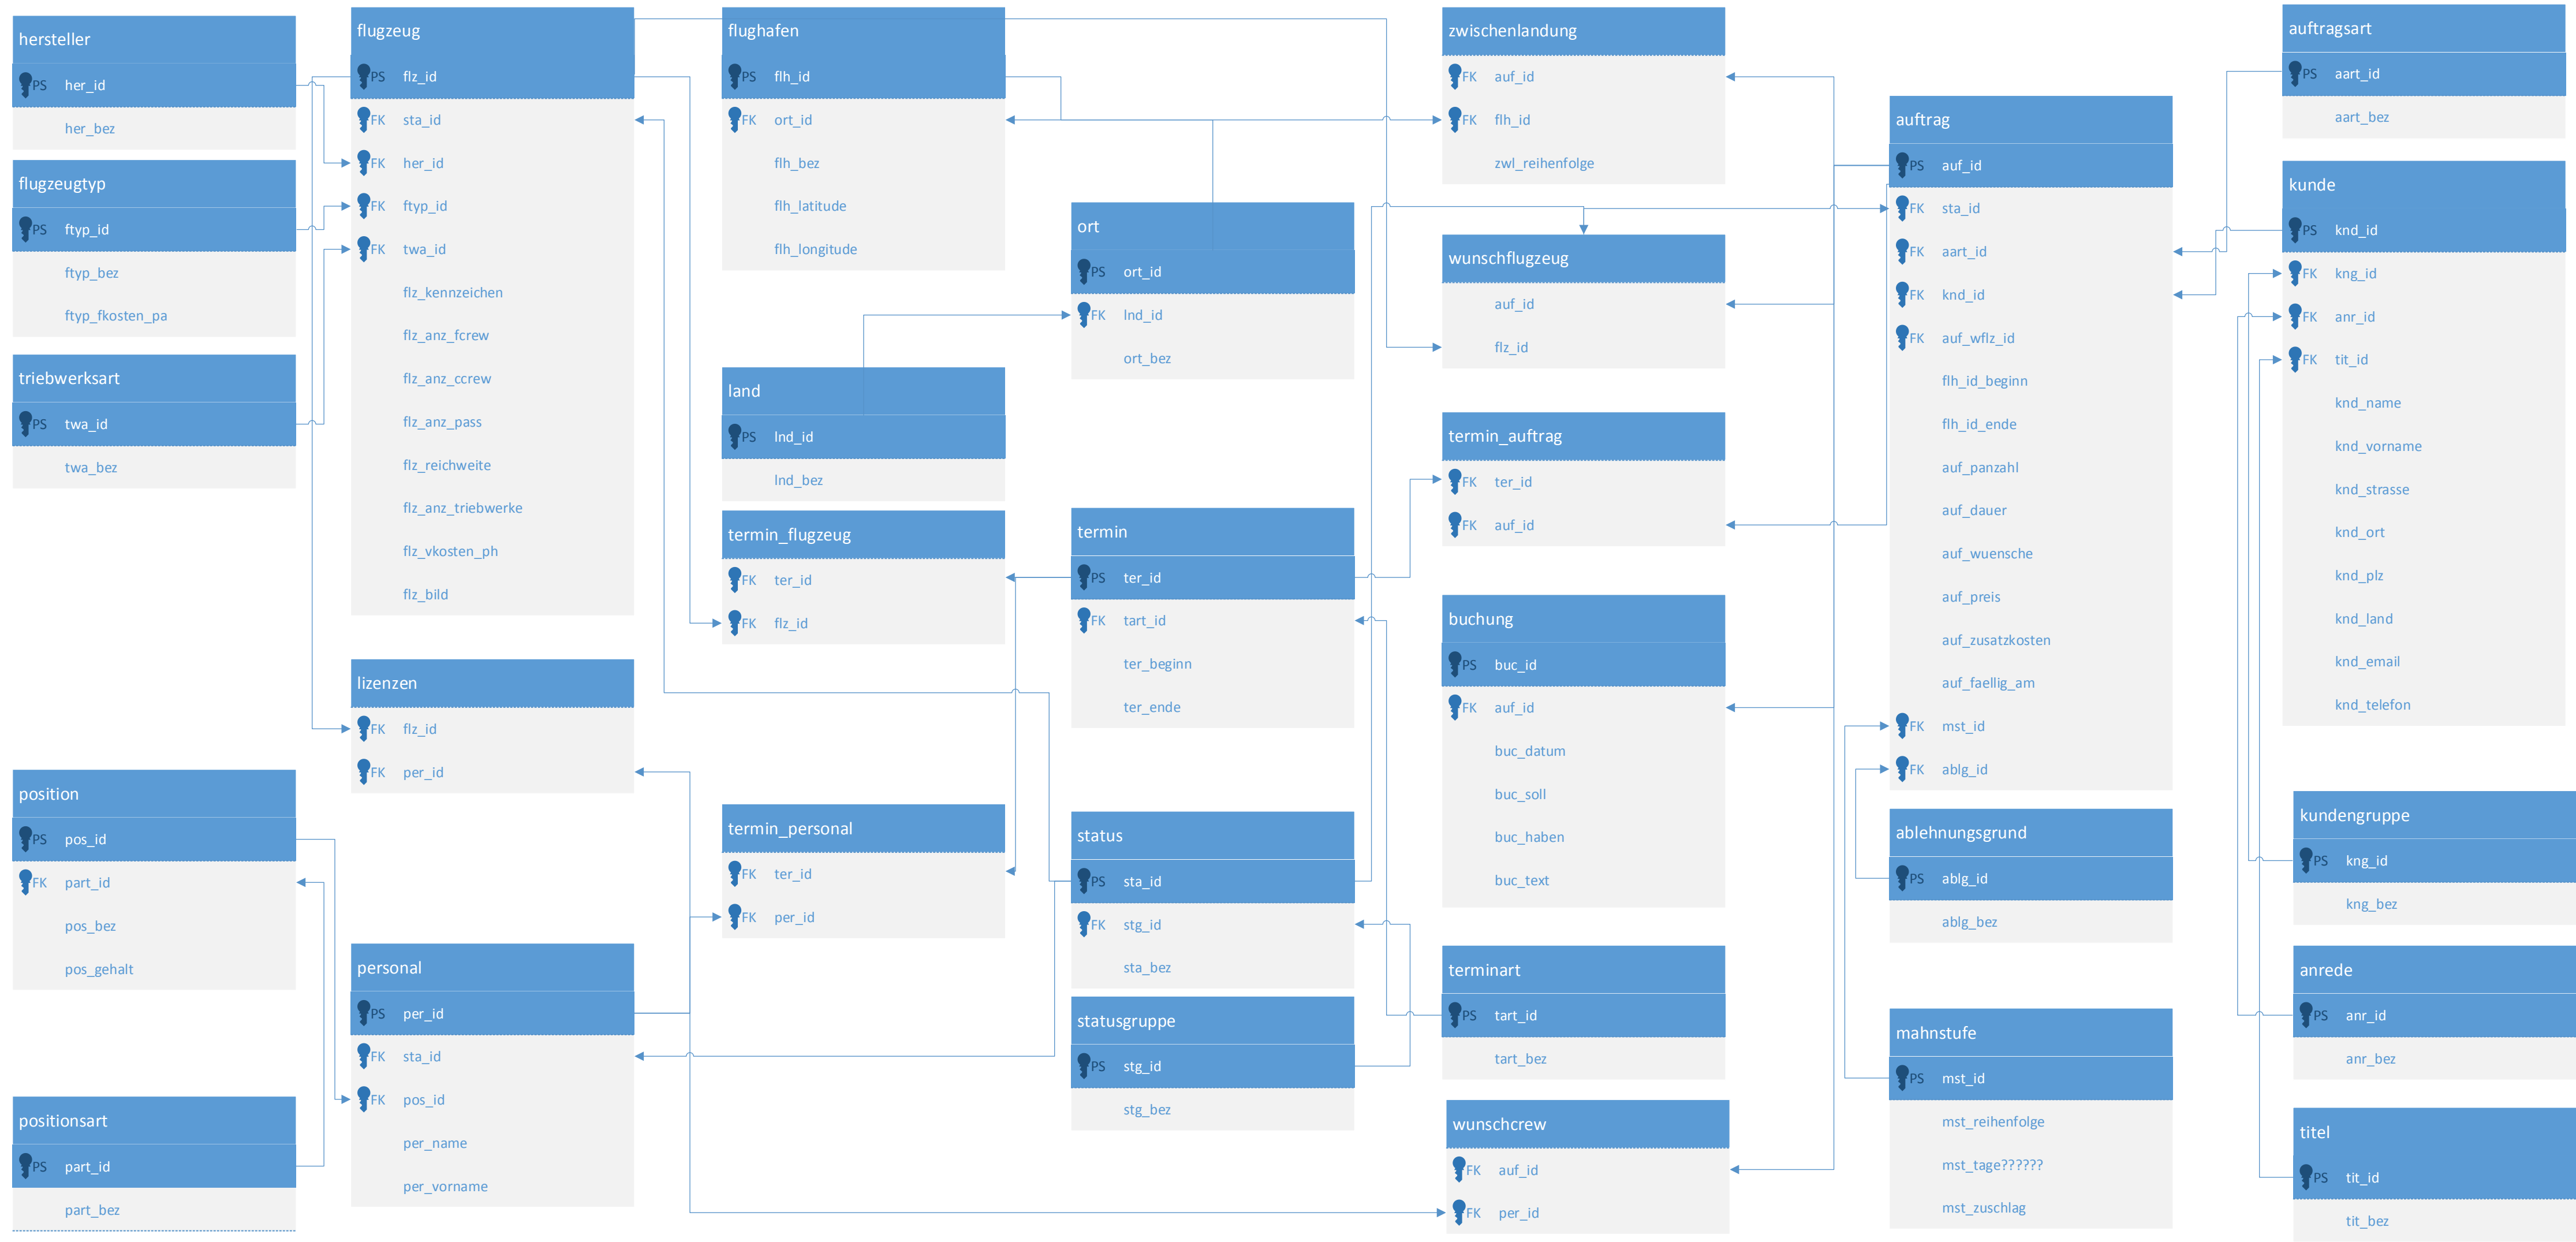 hersteller
PS her_id
her_bez
flugzeugtyp
PS ftyp_id
ftyp_bez
ftyp_fkosten_pa
triebwerksart
PS twa_id
twa_bez
position
PS pos_id
FK part_id
pos_bez
pos_gehalt
positionsart
PS part_id
part_bez
flugzeug
PS flz_id
FK sta_id
FK her_id
FK ftyp_id
FK twa_id
flz_kennzeichen
flz_anz_fcrew
flz_anz_ccrew
flz_anz_pass
flz_reichweite
flz_anz_triebwerke
flz_vkosten_ph
flz_bild
lizenzen
FK flz_id
FK per_id
personal
PS per_id
FK sta_id
FK pos_id
per_name
per_vorname
flughafen
PS flh_id
FK ort_id
flh_bez
flh_latitude
flh_longitude
land
PS lnd_id
lnd_bez
termin_flugzeug
FK ter_id
FK flz_id
termin_personal
FK ter_id
FK per_id
ort
PS ort_id
FK lnd_id
ort_bez
termin
PS ter_id
FK tart_id
ter_beginn
ter_ende
status
PS sta_id
FK stg_id
sta_bez
statusgruppe
PS stg_id
stg_bez
zwischenlandung
FK auf_id
FK flh_id
zwl_reihenfolge
wunschflugzeug
auf_id
flz_id
termin_auftrag
FK ter_id
FK auf_id
buchung
PS buc_id
FK auf_id
buc_datum
buc_soll
buc_haben
buc_text
terminart
PS tart_id
tart_bez
wunschcrew
FK auf_id
FK per_id
auftrag
PS auf_id
FK sta_id
FK aart_id
FK knd_id
FK auf_wflz_id
flh_id_beginn
flh_id_ende
auf_panzahl
auf_dauer
auf_wuensche
auf_preis
auf_zusatzkosten
auf_faellig_am
FK mst_id
FK ablg_id
ablehnungsgrund
PS ablg_id
ablg_bez
mahnstufe
PS mst_id
mst_reihenfolge
mst_tage??????
mst_zuschlag
auftragsart
PS aart_id
aart_bez
kunde
PS knd_id
FK kng_id
FK anr_id
FK tit_id
knd_name
knd_vorname
knd_strasse
knd_ort
knd_plz
knd_land
knd_email
knd_telefon
kundengruppe
PS kng_id
kng_bez
anrede
PS anr_id
anr_bez
titel
PS tit_id
tit_bez